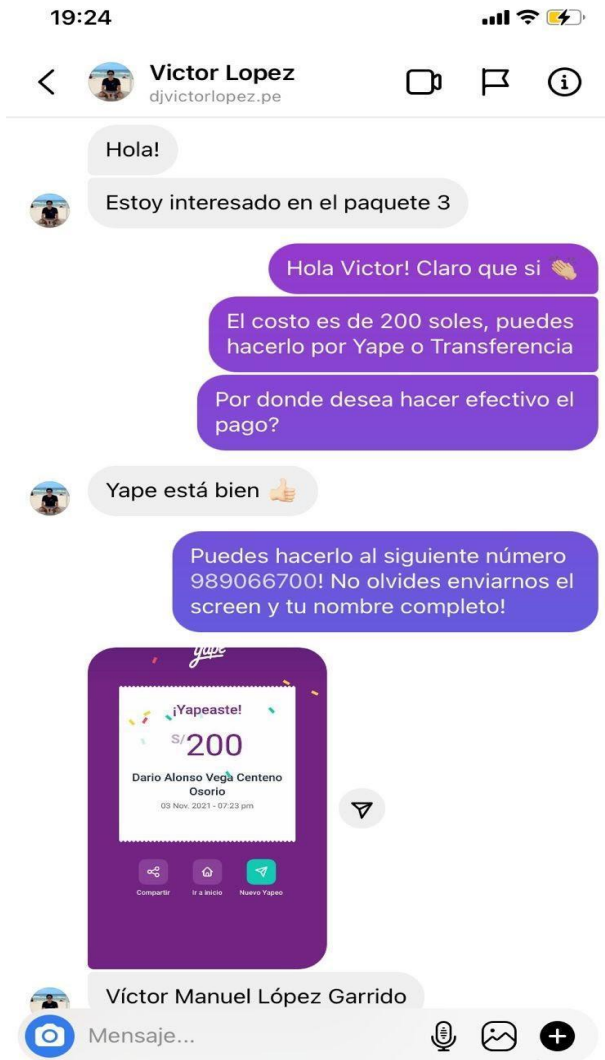 19:24
Victor Lopez
djvictorlopez.pe
Hola!
Estoy interesado en el paquete 3
Hola Victor! Claro que si 👏🏼
El costo es de 200 soles, puedes
hacerlo por Yape o Transferencia
Por donde desea hacer efectivo el
pago?
Yape está bien 👍🏻
Puedes hacerlo al siguiente número
989066700! No olvides enviarnos el
screen y tu nombre completo!
yape
¡Yapeaste!
S/200
Dario Alonso Vega Centeno
Osorio
03 Nov. 2021 - 07:23 pm
Compartir Ir a inicio Nuevo Yapeo
Víctor Manuel López Garrido
Mensaje...